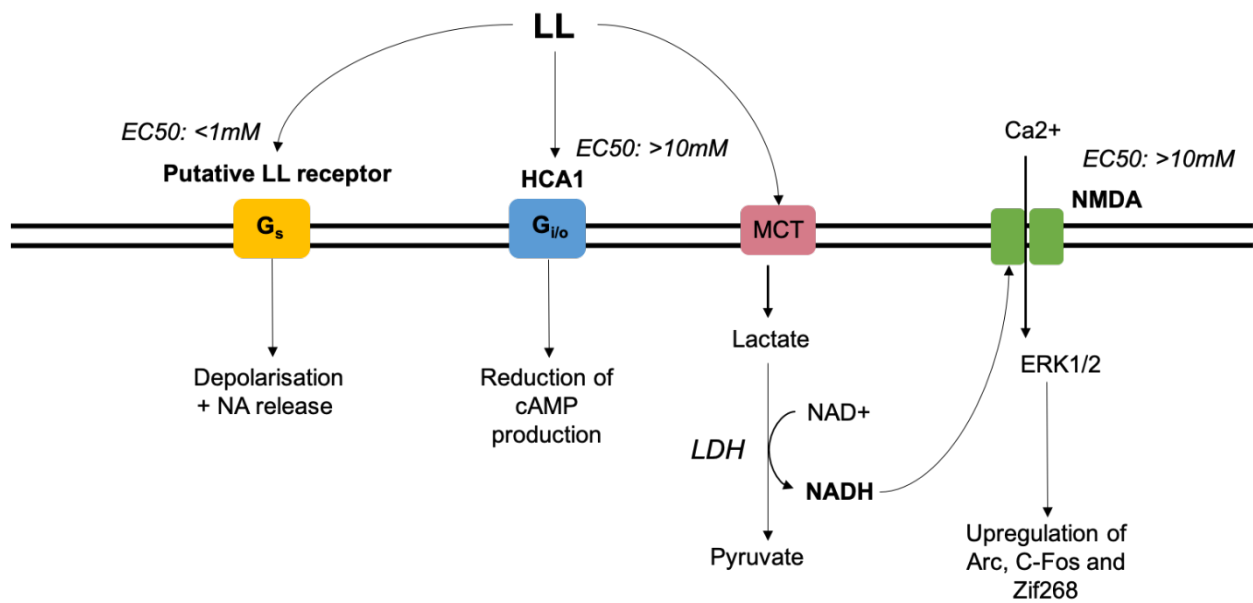 LL
EC50: <1mM
Putative LL receptor
EC50: >10mM
HCA1
Ca2+
EC50: >10mM
NMDA
Gs
Gi/o
MCT
Depolarisation
+ NA release
Reduction of
cAMP
production
Lactate
NAD+
LDH
NADH
Pyruvate
ERK1/2
Upregulation of
Arc, C-Fos and
Zif268